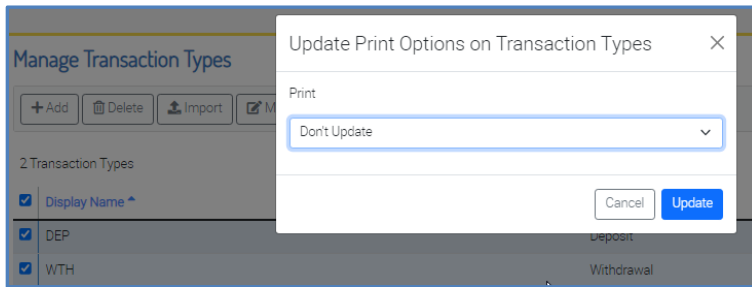 Update Print Options on Transaction Types
Manage Transaction Types
Print
Add Delete Import M
Don't Update
2 Transaction Types
Display Name
Cancel Update
DEP Deposit
WTH Withdrawal